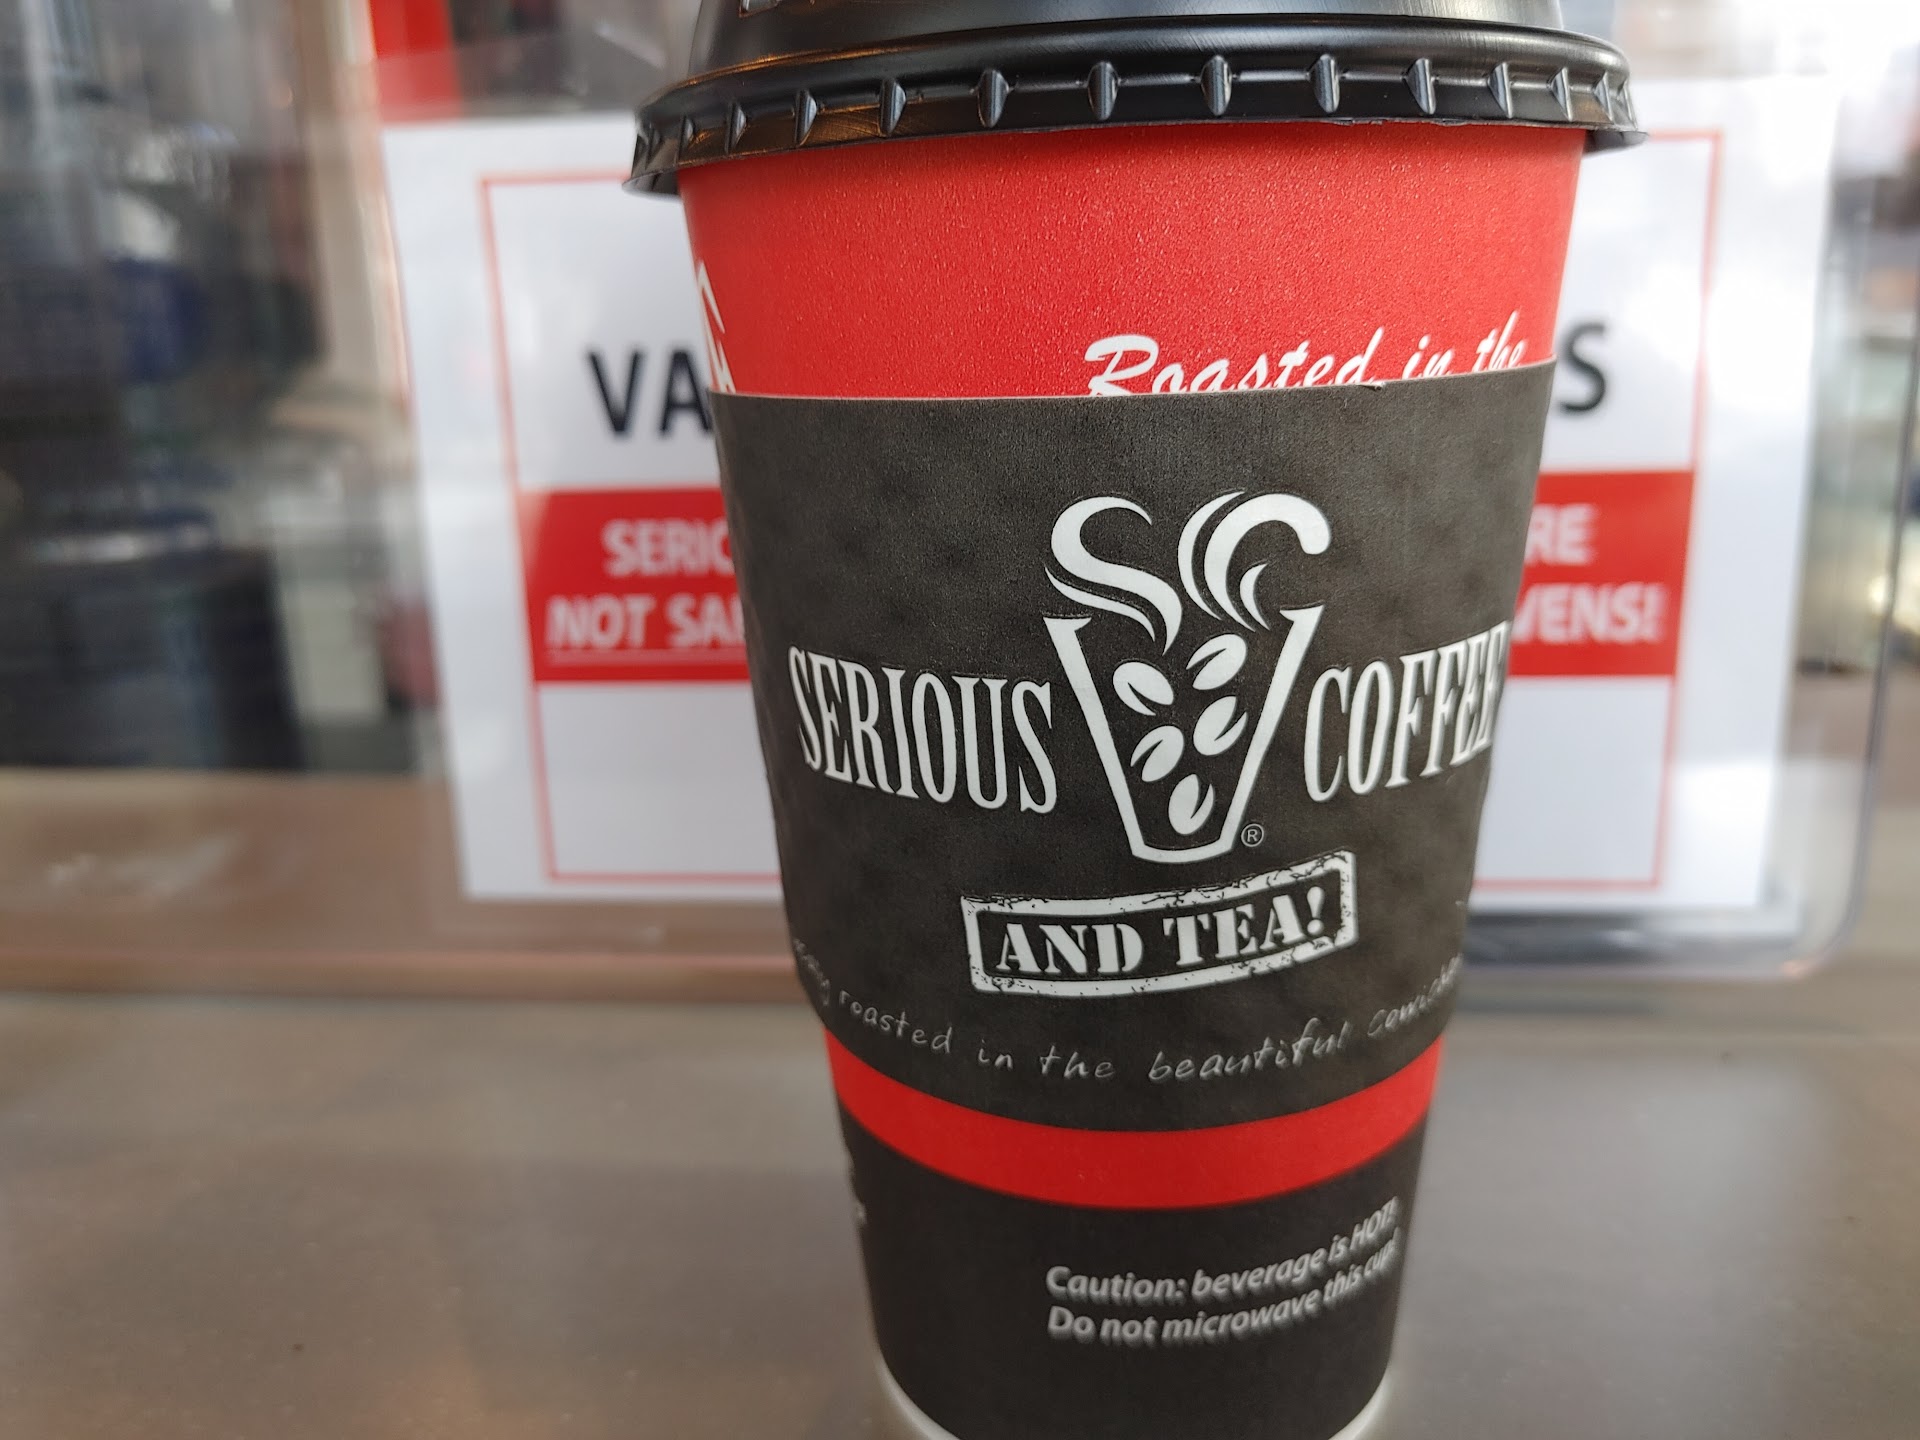 Roasted in the
VA S
SERIO RE
NOT SA VENS!
SERIOUS COFFEE
®
AND TEA!
roasted in the beautiful
Caution: beverage is HOT!
Do not microwave this cup!